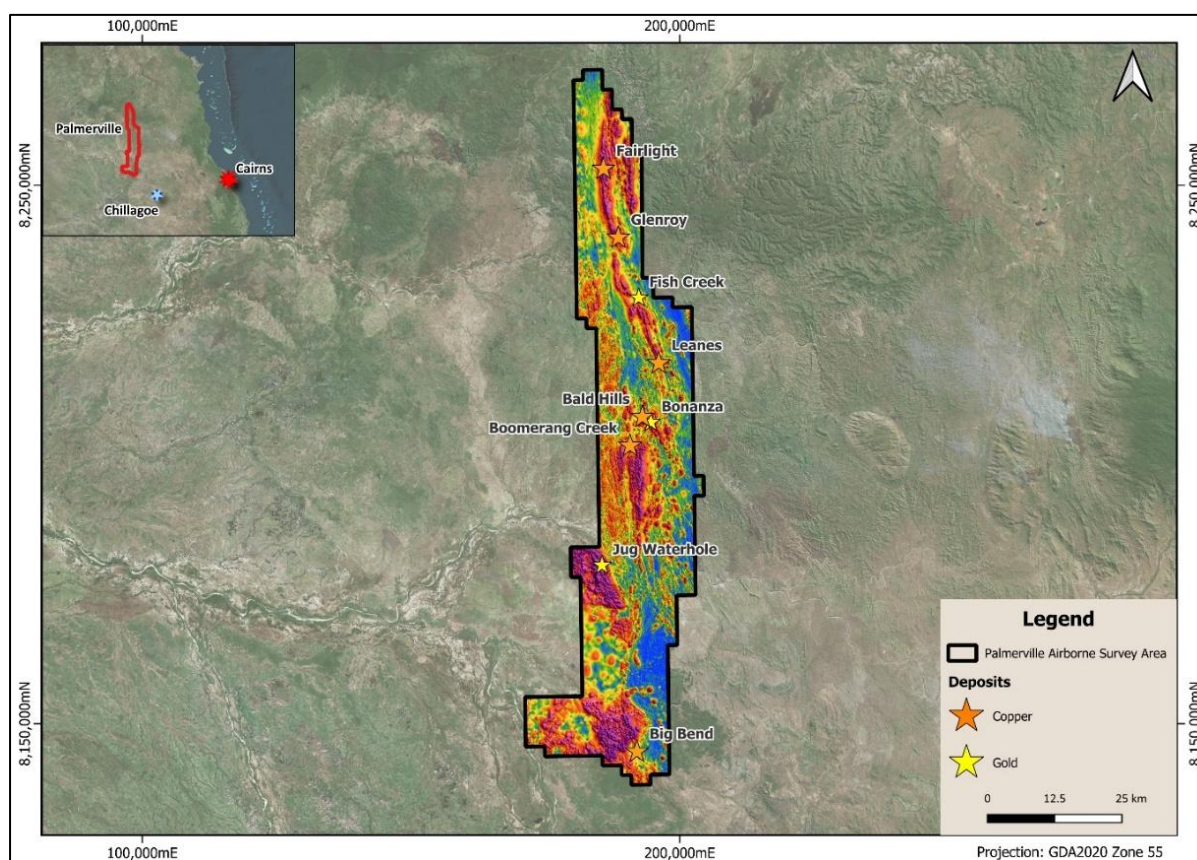 100,000mE
200,000mE
Palmerville
Cairns
Chillagoe
8,250,000mN
8,250,000mN
Fairlight
Glenroy
Fish Creek
Leanes
Bald Hills
Bonanza
Boomerang Creek
Jug Waterhole
Big Bend
8,150,000mN
8,150,000mN
Legend
Palmerville Airborne Survey Area
Deposits
Copper
Gold
0 12.5 25 km
100,000mE
200,000mE
Projection: GDA2020 Zone 55